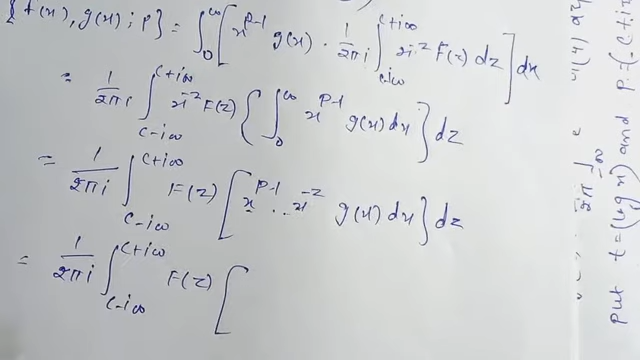 {f(x), g(x) ; p} = ∫₀^∞ [ x^{p-1} g(x) · 1/2πi ∫_{c-i∞}^{c+i∞} x^{-z} F(z) dz ] dx
= 1/2πi ∫_{c-i∞}^{c+i∞} x^{-z} F(z) { ∫₀^∞ x^{p-1} g(x) dx } dz
= 1/2πi ∫_{c-i∞}^{c+i∞} F(z) [ x^{p-1} ... x^{-z} g(x) dx } dz
= 1/2πi ∫_{c-i∞}^{c+i∞} F(z) [
put t = (log x) and p = (c+i